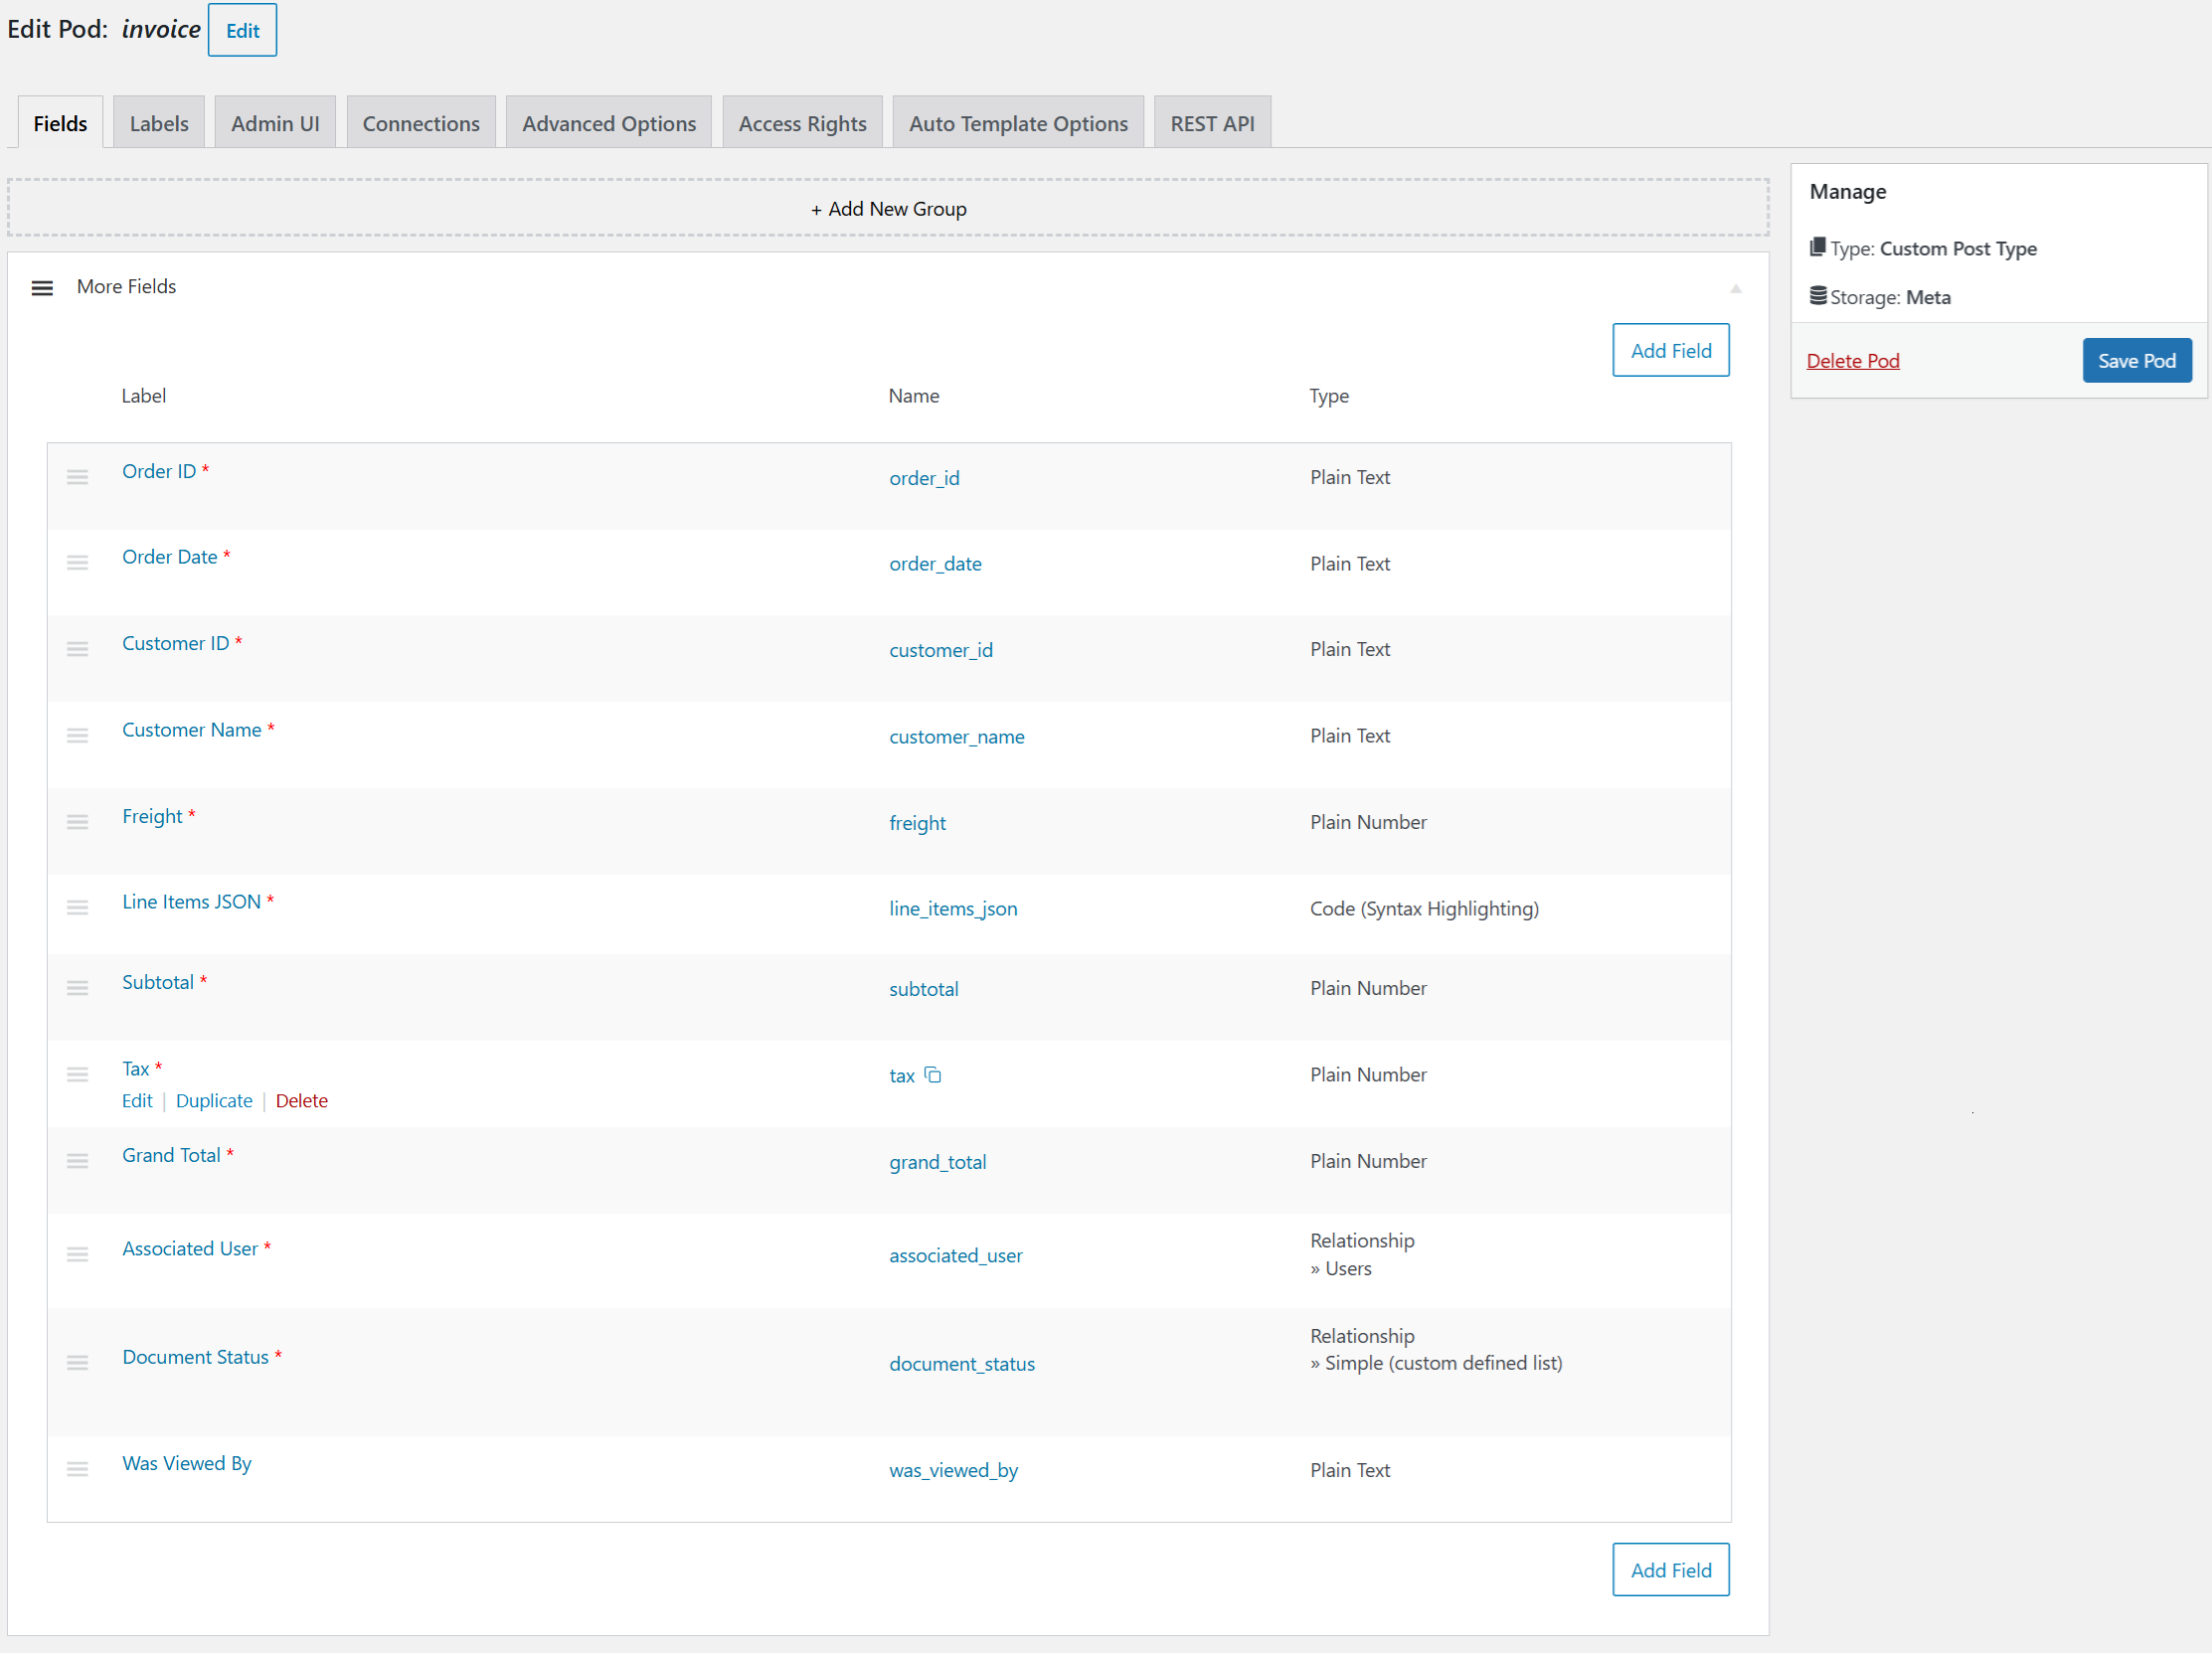 Edit Pod: invoice Edit
Fields Labels Admin UI Connections Advanced Options Access Rights Auto Template Options REST API
+ Add New Group
More Fields
Add Field
Label Name Type
Order ID * order_id Plain Text
Order Date * order_date Plain Text
Customer ID * customer_id Plain Text
Customer Name * customer_name Plain Text
Freight * freight Plain Number
Line Items JSON * line_items_json Code (Syntax Highlighting)
Subtotal * subtotal Plain Number
Tax * tax Plain Number
Edit | Duplicate | Delete
Grand Total * grand_total Plain Number
Associated User * associated_user Relationship
» Users
Document Status * document_status Relationship
» Simple (custom defined list)
Was Viewed By was_viewed_by Plain Text
Add Field
Manage
Type: Custom Post Type
Storage: Meta
Delete Pod Save Pod